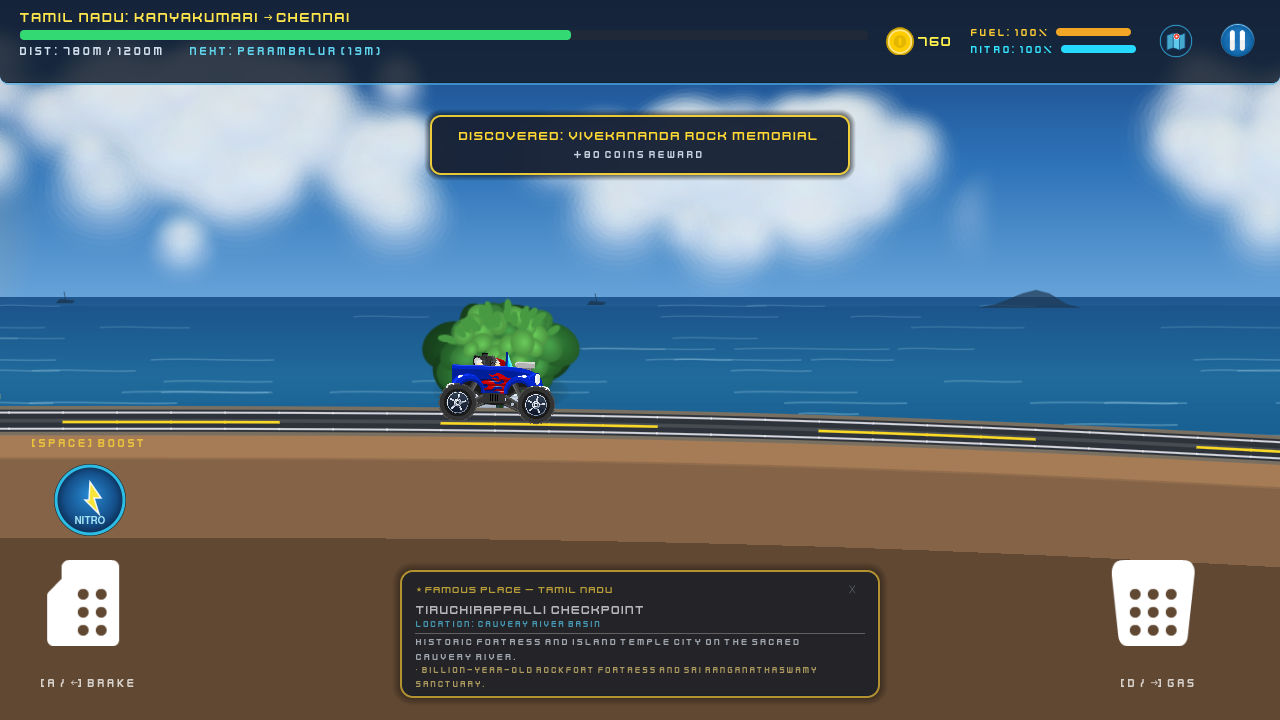 TAMIL NADU: KANYAKUMARI → CHENNAI
DIST: 780M / 1200M
NEXT: PERAMBALUR (19M)
760
FUEL: 100%
NITRO: 100%
DISCOVERED: VIVEKANANDA ROCK MEMORIAL
+80 COINS REWARD
[SPACE] BOOST
NITRO
[A / ←] BRAKE
★ FAMOUS PLACE — TAMIL NADU
X
TIRUCHIRAPPALLI CHECKPOINT
LOCATION: CAUVERY RIVER BASIN
HISTORIC FORTRESS AND ISLAND TEMPLE CITY ON THE SACRED
CAUVERY RIVER.
· BILLION-YEAR-OLD ROCKFORT FORTRESS AND SRI RANGANATHASWAMY
SANCTUARY.
[D / →] GAS